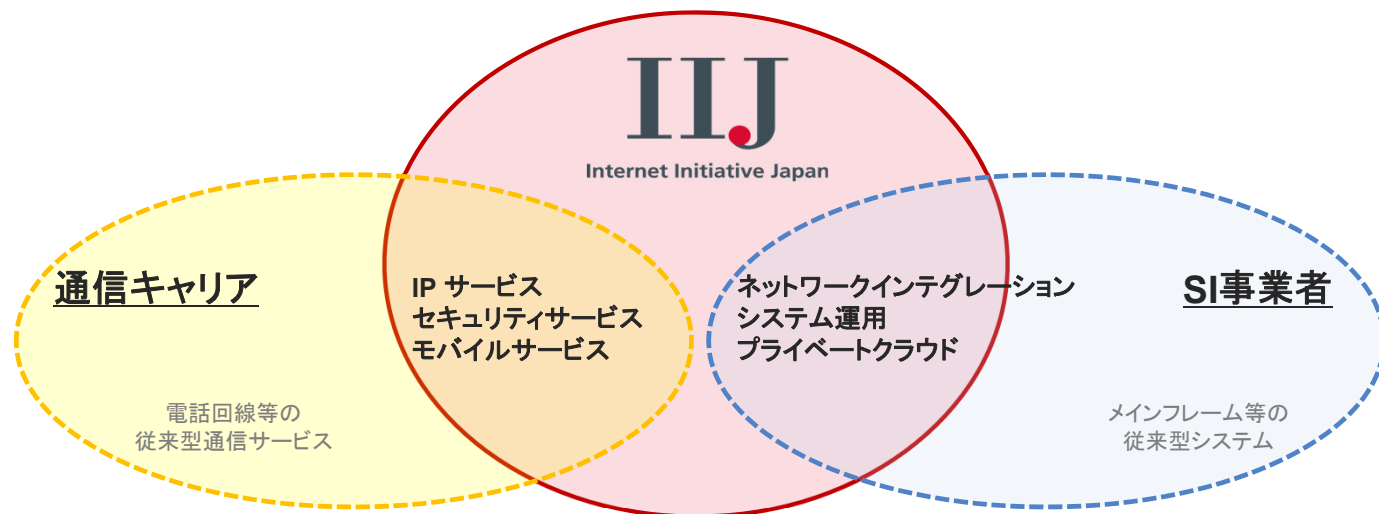 IIJ
Internet Initiative Japan
通信キャリア
IP サービス
セキュリティサービス
モバイルサービス
ネットワークインテグレーション
システム運用
プライベートクラウド
SI事業者
電話回線等の
従来型通信サービス
メインフレーム等の
従来型システム